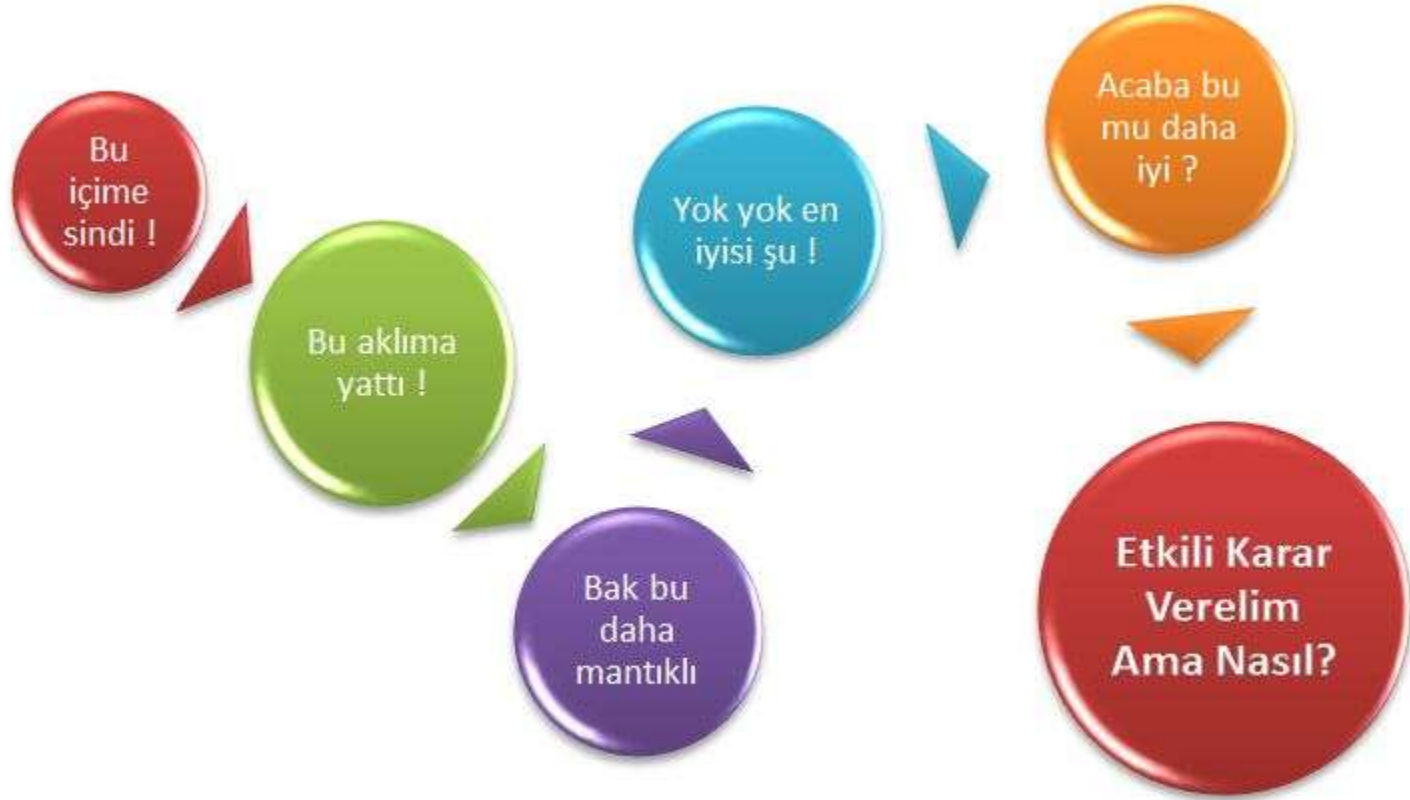 Bu
içime
sindi !
Bu aklıma
yattı !
Bak bu
daha
mantıklı
Yok yok en
iyisi şu !
Acaba bu
mu daha
iyi ?
Etkili Karar
Verelim
Ama Nasıl?